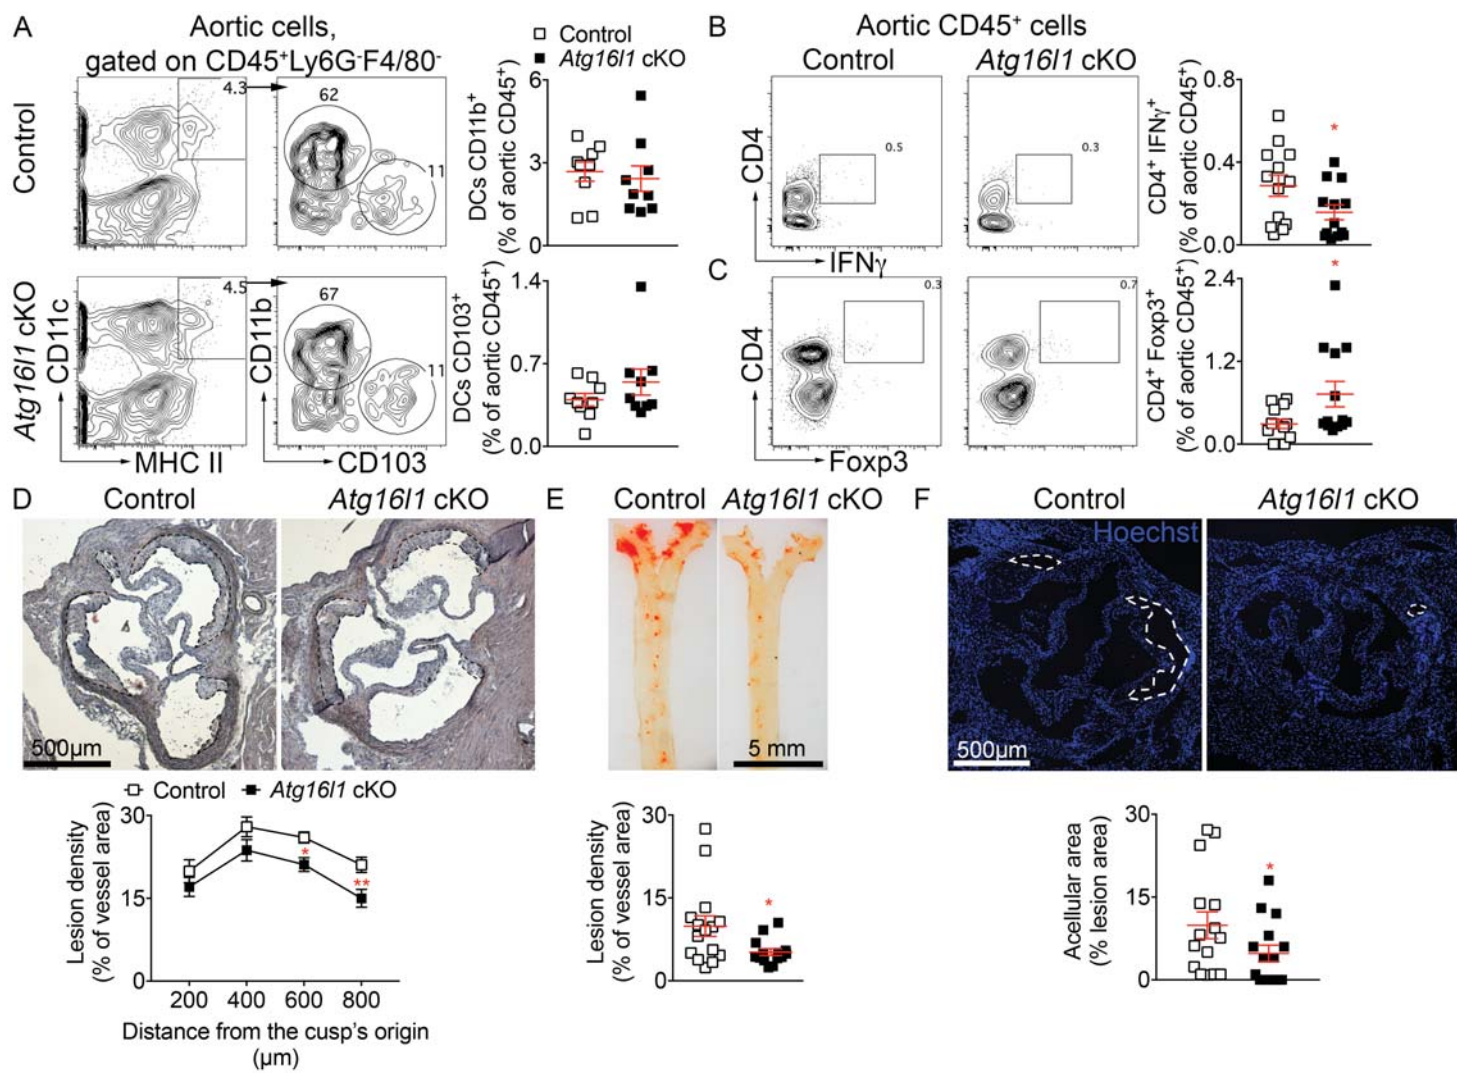 A
Aortic cells,
gated on CD45⁺Ly6G⁻F4/80⁻
□ Control
■ Atg16l1 cKO
Control
4.3
62
11
DCs CD11b⁺
(% of aortic CD45⁺)
6
3
0
Atg16l1 cKO
4.5
67
11
CD11c
MHC II
CD11b
CD103
DCs CD103⁺
(% of aortic CD45⁺)
1.4
0.7
0.0
B
Aortic CD45⁺ cells
Control
Atg16l1 cKO
0.5
0.3
CD4
IFNγ
CD4⁺ IFNγ⁺
(% of aortic CD45⁺)
0.8
0.4
0.0
*
C
0.3
0.7
CD4
Foxp3
CD4⁺ Foxp3⁺
(% of aortic CD45⁺)
2.4
1.2
0.0
*
D
Control
Atg16l1 cKO
500µm
Control
Atg16l1 cKO
Lesion density
(% of vessel area)
30
15
0
*
**
200 400 600 800
Distance from the cusp's origin
(µm)
E
Control
Atg16l1 cKO
5 mm
Lesion density
(% of vessel area)
30
15
0
*
F
Control
Atg16l1 cKO
Hoechst
500µm
Acellular area
(% lesion area)
30
15
0
*